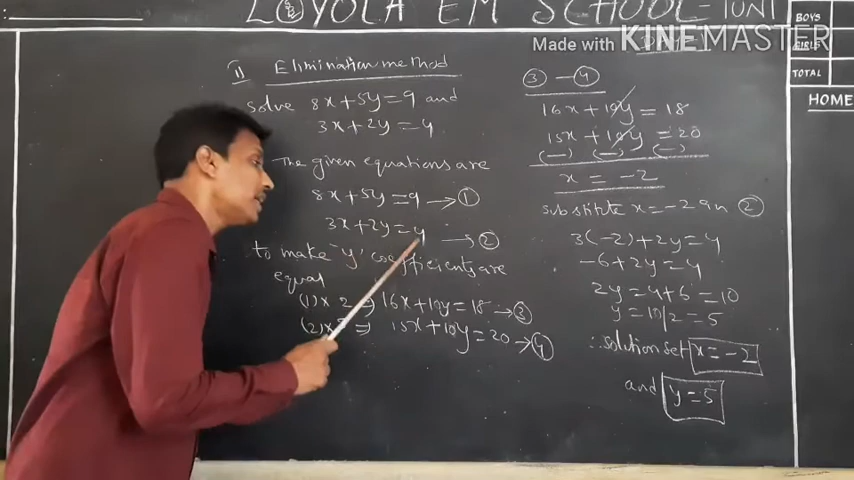 LOYOLA EM SCHOOL - IONI
Made with KINEMASTER
BOYS
GIRLS
TOTAL
HOME
1) Elimination method
solve 8x+5y=9 and
3x+2y=4
The given equations are
8x+5y=9 → ①
3x+2y=4 → ②
to make 'y' coefficients are
equal
(1)×2 ⇒ 16x+10y=18 → ③
(2)×5 ⇒ 15x+10y=20 → ④
③ - ④
16x+10y=18
15x+10y=20
(-) (-) (-)
x = -2
substitute x=-2 in ②
3(-2)+2y=4
-6+2y=4
2y=4+6=10
y=10/2=5
∴ solution set x=-2
and y=5